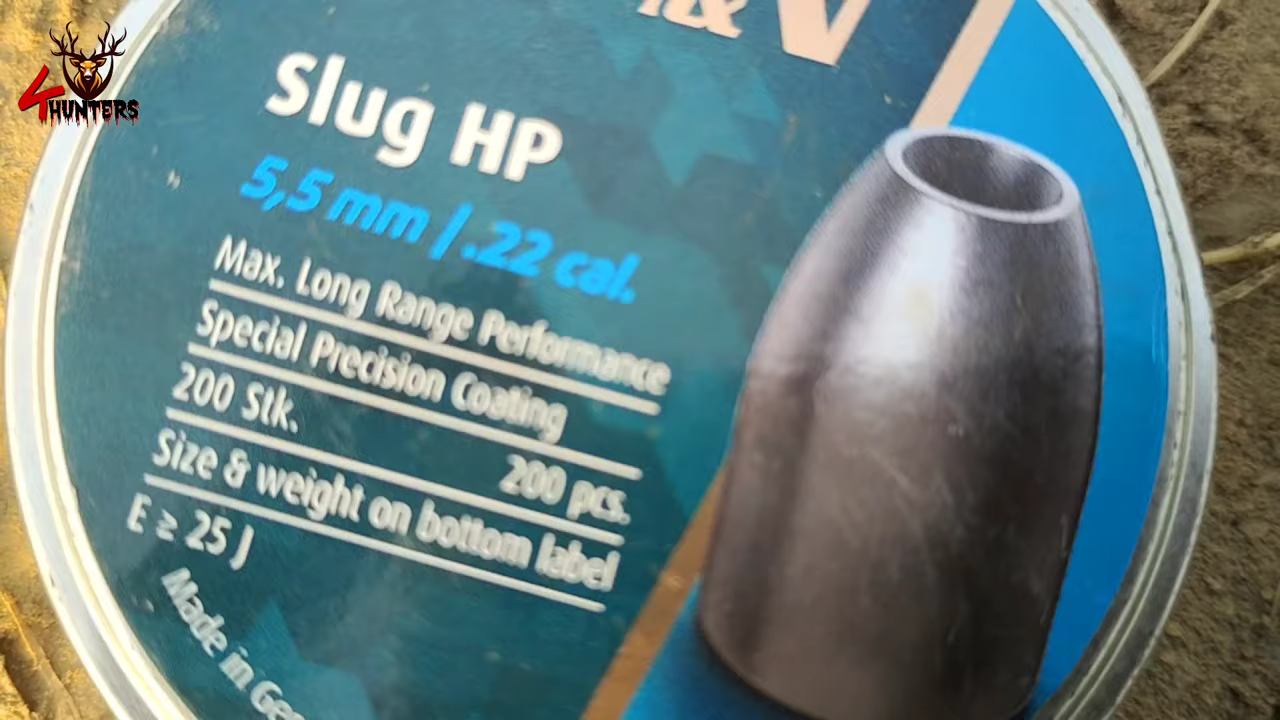 4HUNTERS
&N
Slug HP
5,5 mm / .22 cal.
Max. Long Range Performance
Special Precision Coating
200 Stk.
200 pcs.
Size & weight on bottom label
E ≥ 25 J
Made in Ge